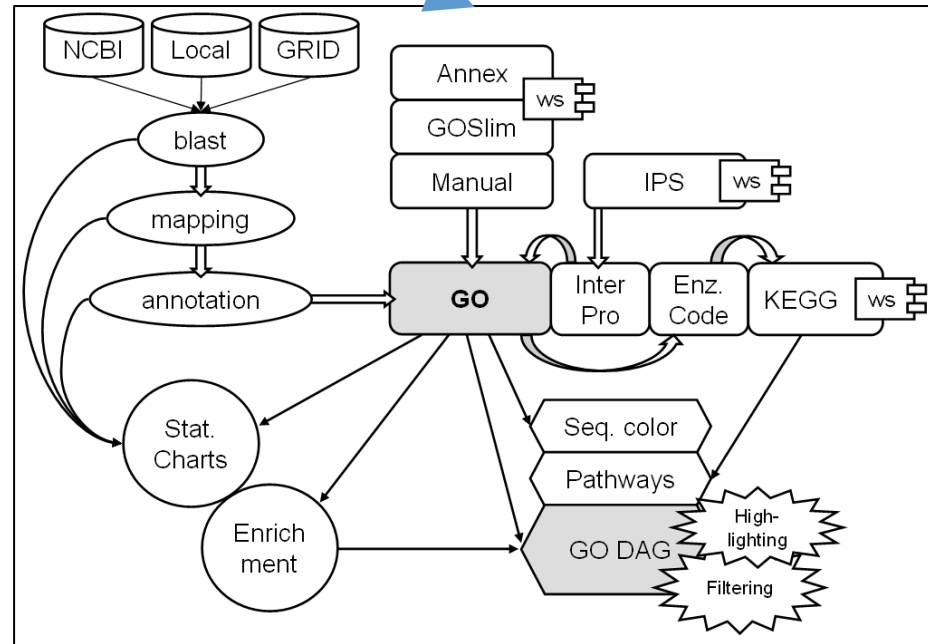 NCBI
Local
GRID
blast
mapping
annotation
Annex
GOSlim
Manual
ws
IPS
ws
GO
Inter
Pro
Enz.
Code
KEGG
ws
Stat.
Charts
Enrich
ment
Seq. color
Pathways
GO DAG
High-
lighting
Filtering